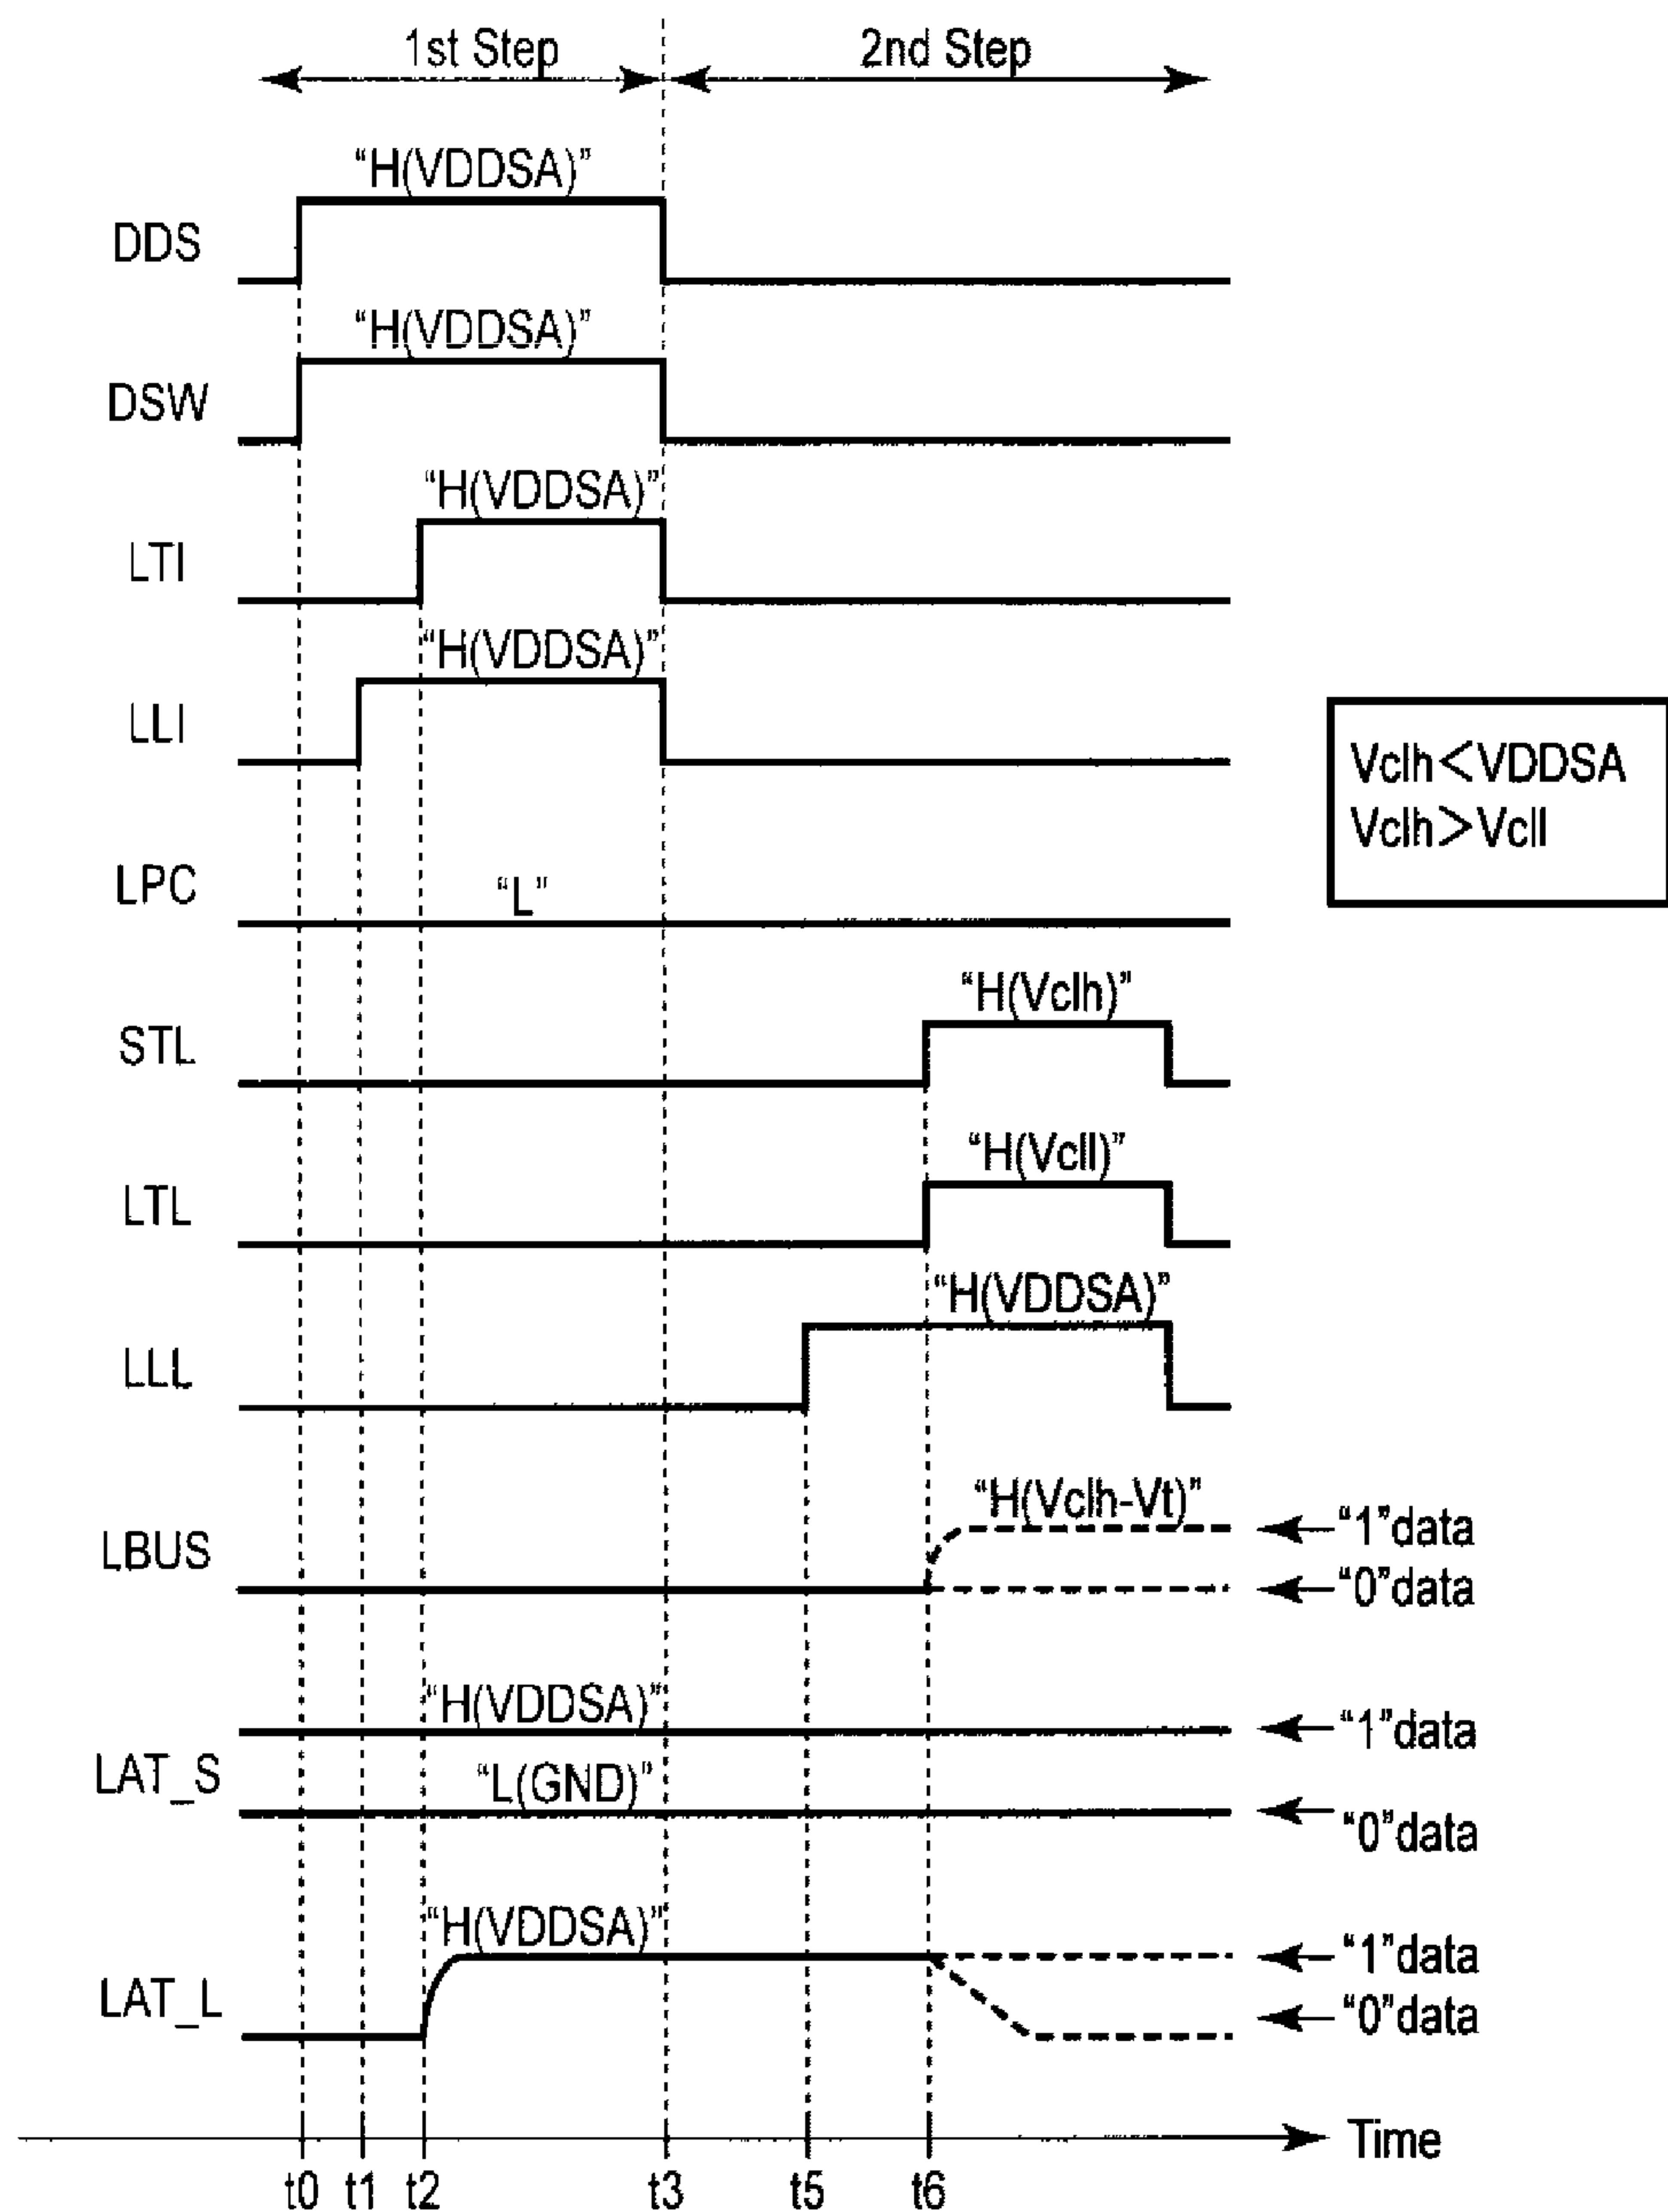 1st Step 2nd Step
“H(VDDSA)”
DDS
“H(VDDSA)”
DSW
“H(VDDSA)”
LTI
“H(VDDSA)”
LLI
Vclh<VDDSA
Vclh>Vcll
LPC “L”
“H(Vclh)”
STL
“H(Vcll)”
LTL
“H(VDDSA)”
LLL
“H(Vclh-Vt)”
“1”data
LBUS
“0”data
“H(VDDSA)”
“1”data
LAT_S “L(GND)”
“0”data
“H(VDDSA)”
“1”data
LAT_L “0”data
Time
t0 t1 t2 t3 t5 t6